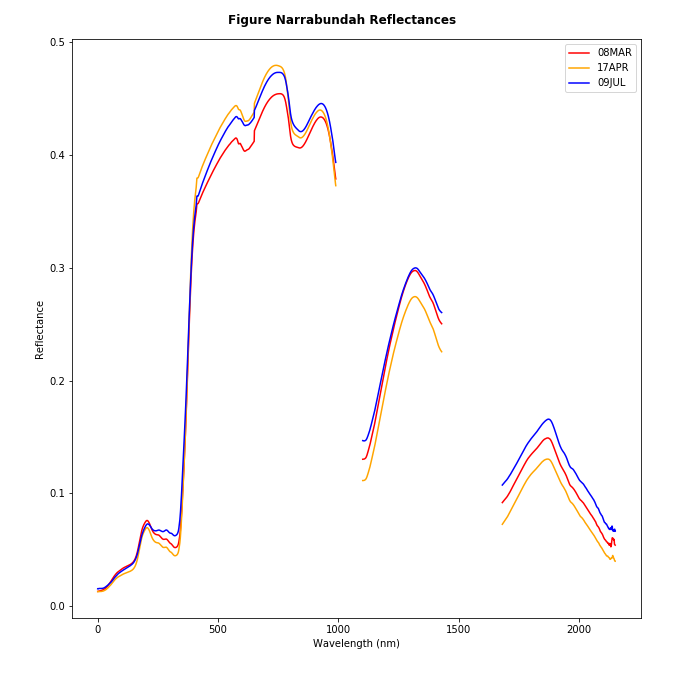 Figure Narrabundah Reflectances
08MAR
17APR
09JUL
0.5
0.4
0.3
0.2
0.1
0.0
Reflectance
0
500
1000
1500
2000
Wavelength (nm)